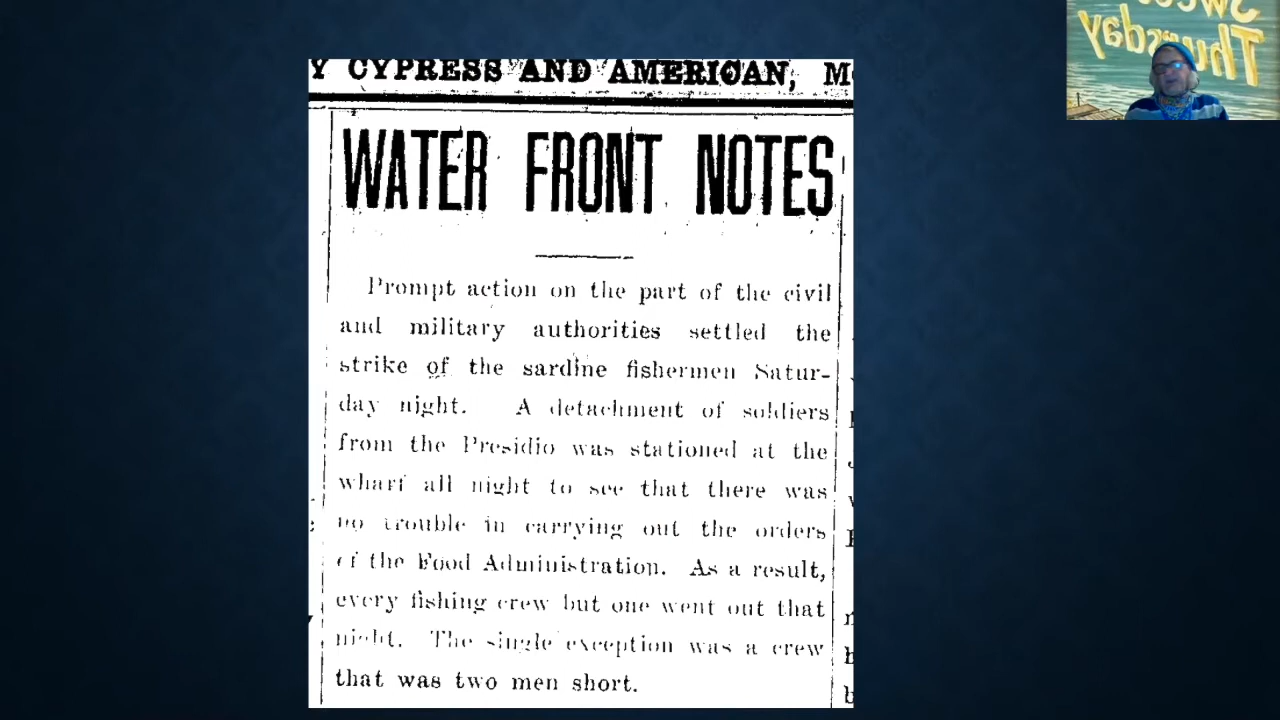 Y CYPRESS AND AMERICAN, M
WATER FRONT NOTES
Prompt action on the part of the civil
and military authorities settled the
strike of the sardine fishermen Satur-
day night. A detachment of soldiers
from the Presidio was stationed at the
wharf all night to see that there was
no trouble in carrying out the orders
of the Food Administration. As a result,
every fishing crew but one went out that
night. The single exception was a crew
that was two men short.
Sweet
Thursday